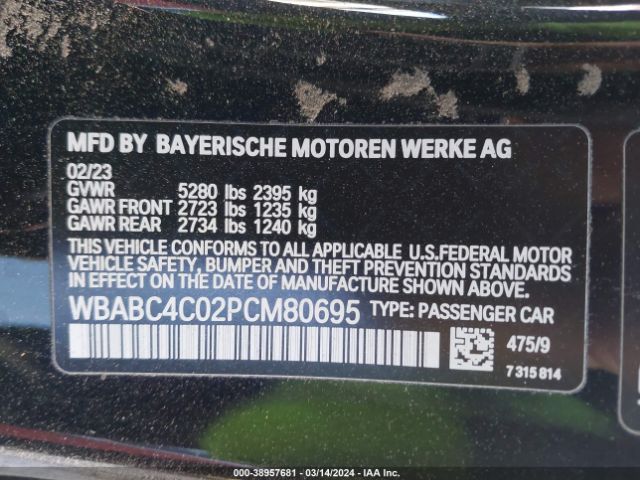 MFD BY BAYERISCHE MOTOREN WERKE AG
02/23
GVWR 5280 lbs 2395 kg
GAWR FRONT 2723 lbs 1235 kg
GAWR REAR 2734 lbs 1240 kg
THIS VEHICLE CONFORMS TO ALL APPLICABLE U.S.FEDERAL MOTOR
VEHICLE SAFETY, BUMPER AND THEFT PREVENTION STANDARDS
IN EFFECT ON THE DATE OF MANUFACTURE SHOWN ABOVE.
WBABC4C02PCM80695 TYPE: PASSENGER CAR
475/9
7 315 814
000-38957681 - 03/14/2024 - IAA Inc.